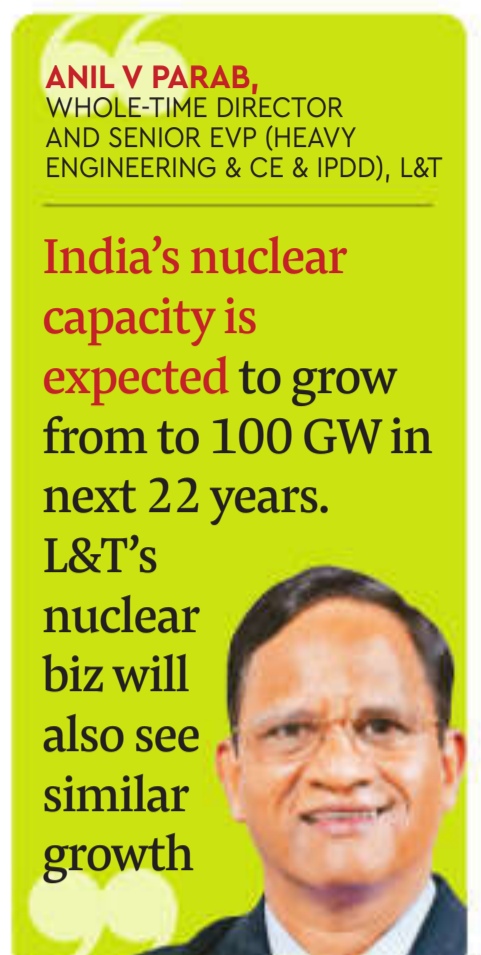 ANIL V PARAB,
WHOLE-TIME DIRECTOR
AND SENIOR EVP (HEAVY
ENGINEERING & CE & IPDD), L&T
India’s nuclear
capacity is
expected to grow
from to 100 GW in
next 22 years.
L&T’s
nuclear
biz will
also see
similar
growth